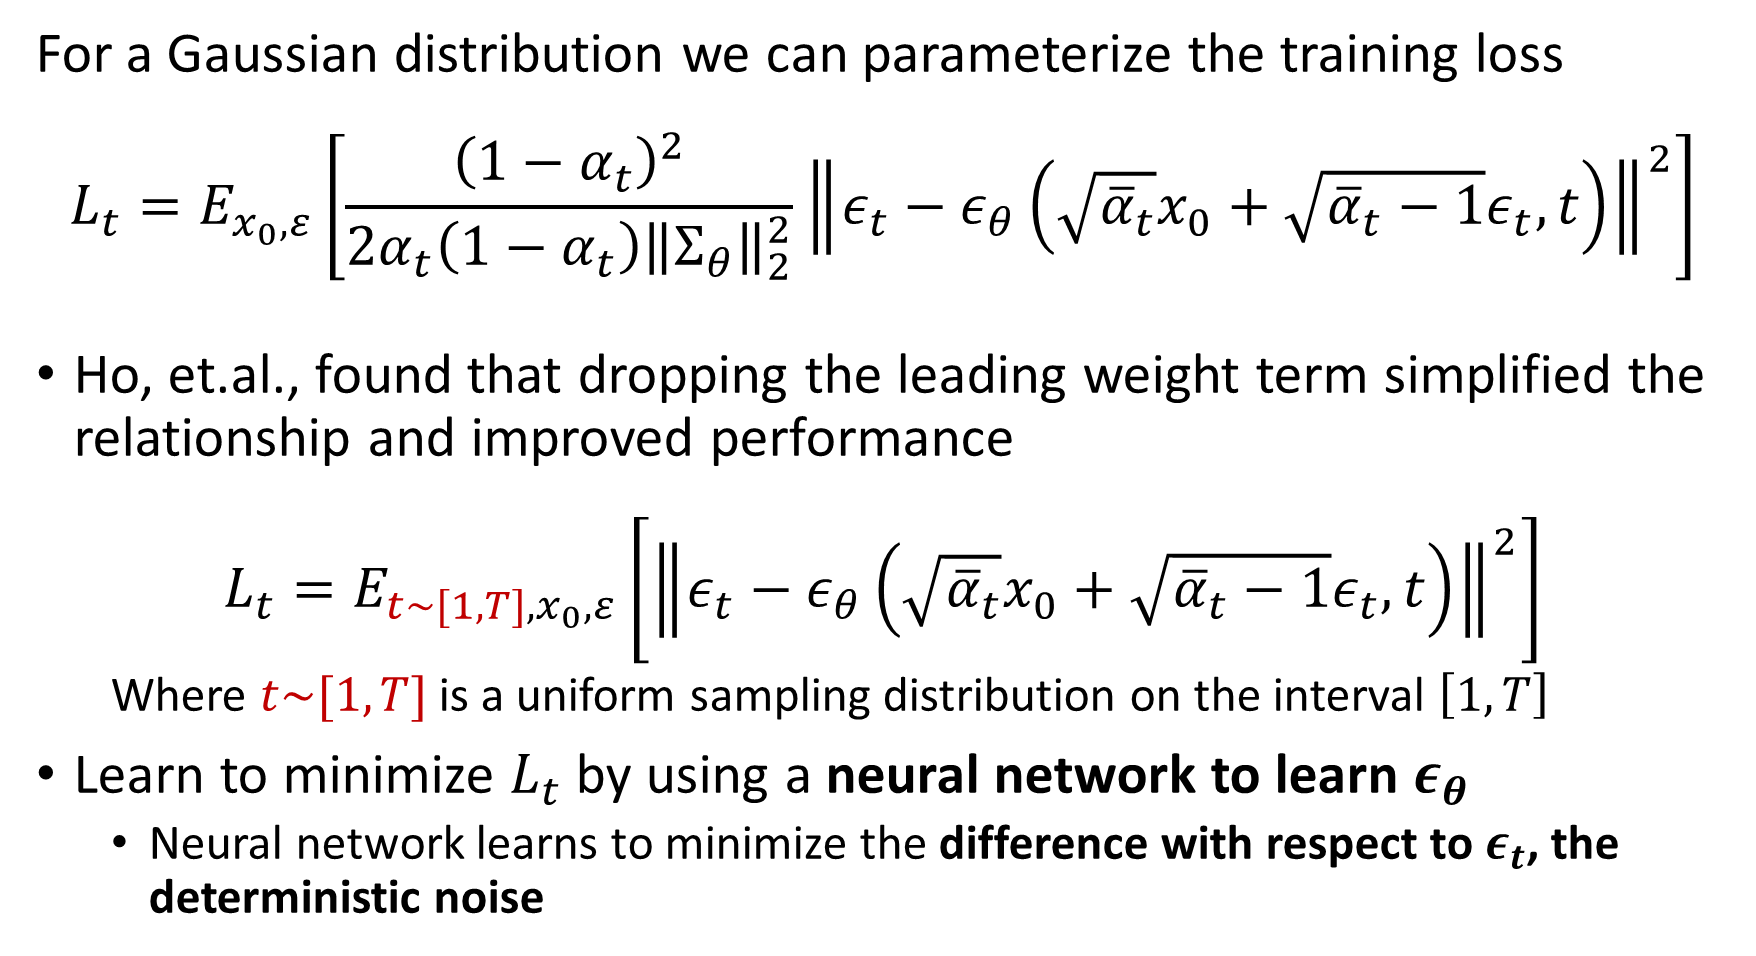 For a Gaussian distribution we can parameterize the training loss
L_t = E_{x_0,ε} [ (1 − α_t)^2 / (2α_t(1 − α_t)‖Σ_θ‖_2^2) ‖ϵ_t − ϵ_θ(√(ᾱ_t) x_0 + √(ᾱ_t − 1) ϵ_t, t)‖^2 ]
• Ho, et.al., found that dropping the leading weight term simplified the
relationship and improved performance
L_t = E_{t~[1,T],x_0,ε} [ ‖ϵ_t − ϵ_θ(√(ᾱ_t) x_0 + √(ᾱ_t − 1) ϵ_t, t)‖^2 ]
Where t~[1,T] is a uniform sampling distribution on the interval [1,T]
• Learn to minimize L_t by using a neural network to learn ϵ_θ
• Neural network learns to minimize the difference with respect to ϵ_t, the
deterministic noise